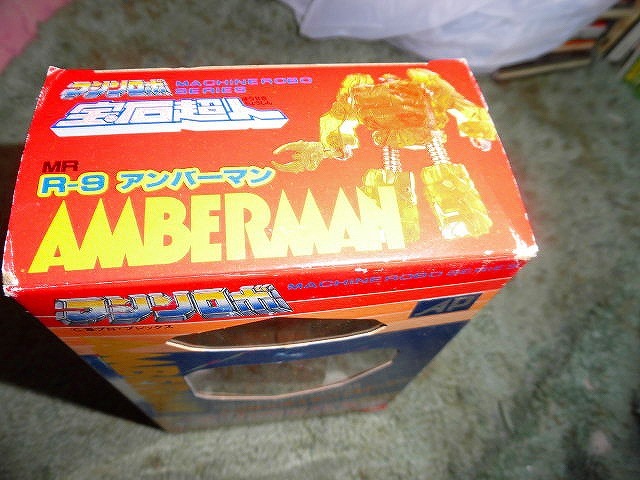 マシンロボ MACHINE ROBO
SERIES
宝石超人
MR
R-9 アンバーマン
AMBERMAN
マシンロボ MACHINE ROBO SERIES